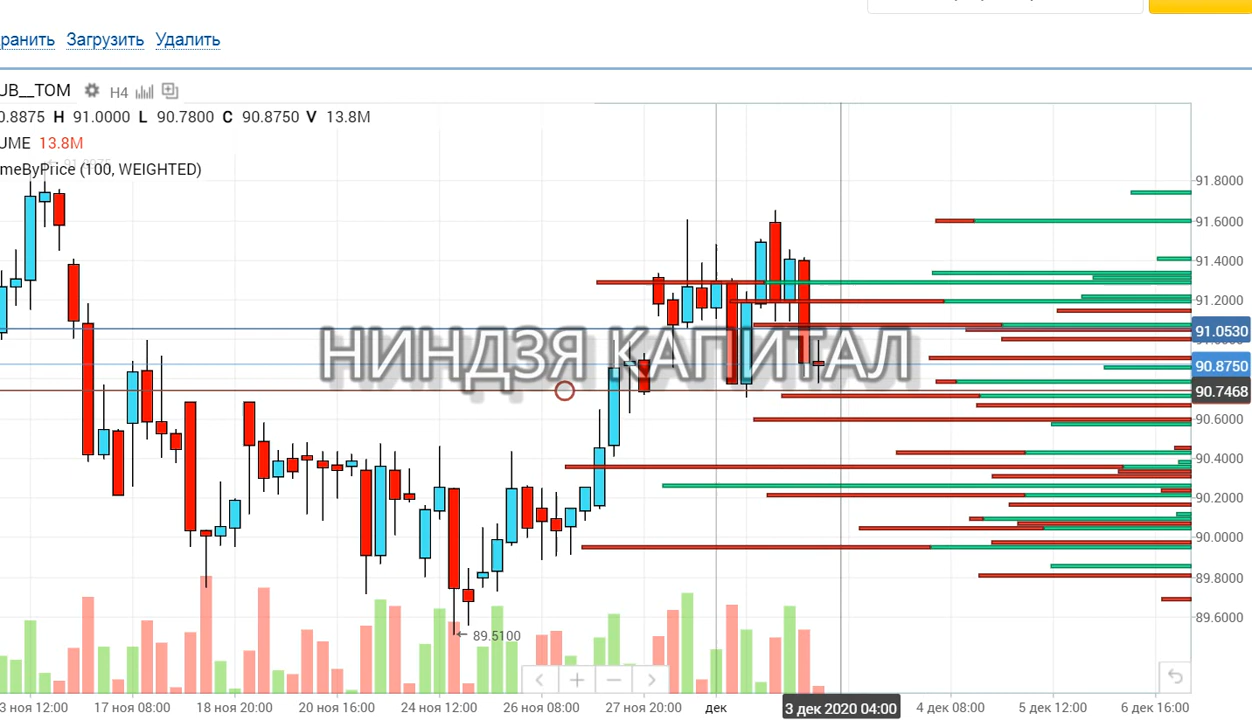 ранить Загрузить Удалить
UB__TOM H4
0.8875 H 91.0000 L 90.7800 C 90.8750 V 13.8M
UME 13.8M
meByPrice (100, WEIGHTED)
91.8000
91.6000
91.4000
91.2000
НИНДЗЯ КАПИТАЛ
91.0530
90.8750
90.7468
90.6000
90.4000
90.2000
90.0000
89.8000
89.6000
← 89.5100
3 ноя 12:00 17 ноя 08:00 18 ноя 20:00 20 ноя 16:00 24 ноя 12:00 26 ноя 08:00 27 ноя 20:00 дек 3 дек 2020 04:00 4 дек 08:00 5 дек 12:00 6 дек 16:00